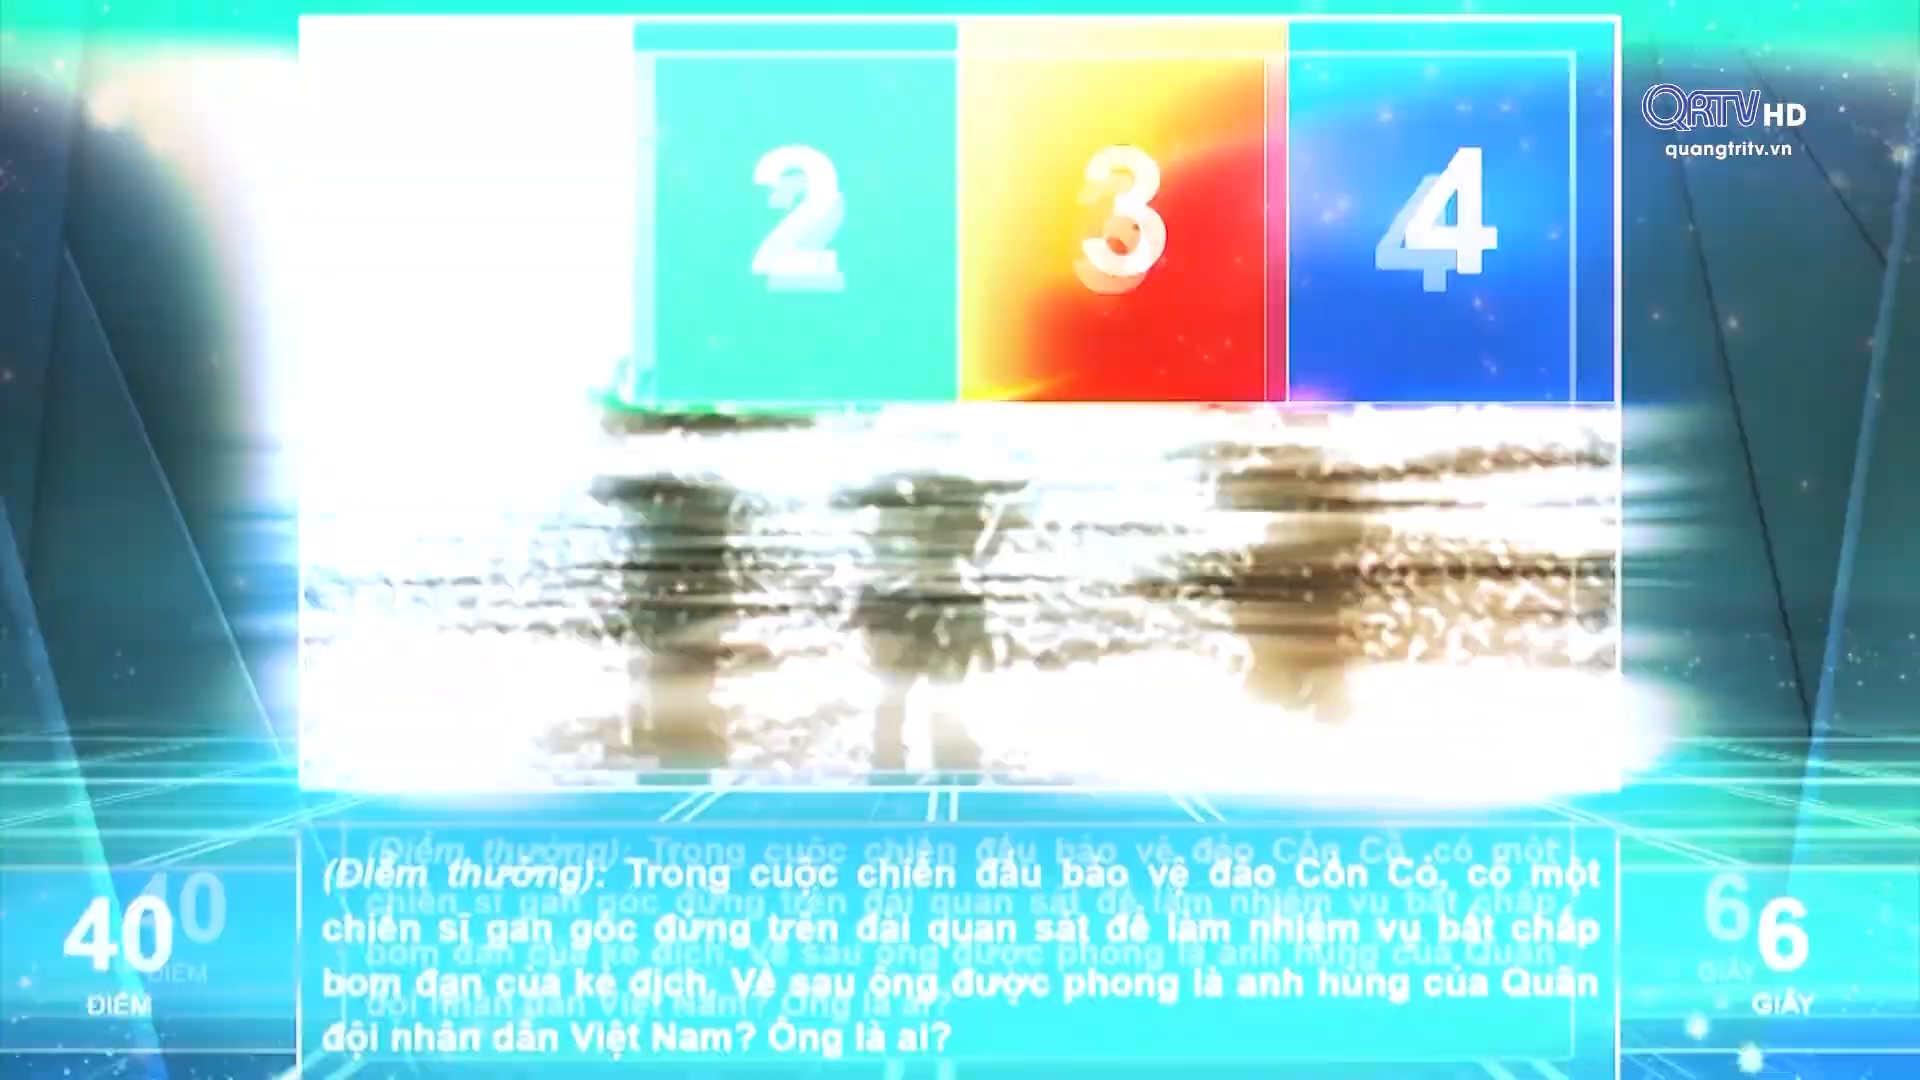 2
3
4
QRTV HD
quangtritv.vn
(Điểm thưởng): Trong cuộc chiến đấu bảo vệ đảo Cồn Cỏ, có một
chiến sĩ gan góc đứng trên đài quan sát để làm nhiệm vụ bất chấp
bom đạn của kẻ địch. Về sau ông được phong là anh hùng của Quân
đội nhân dân Việt Nam? Ông là ai?
40
ĐIỂM
6
GIÂY